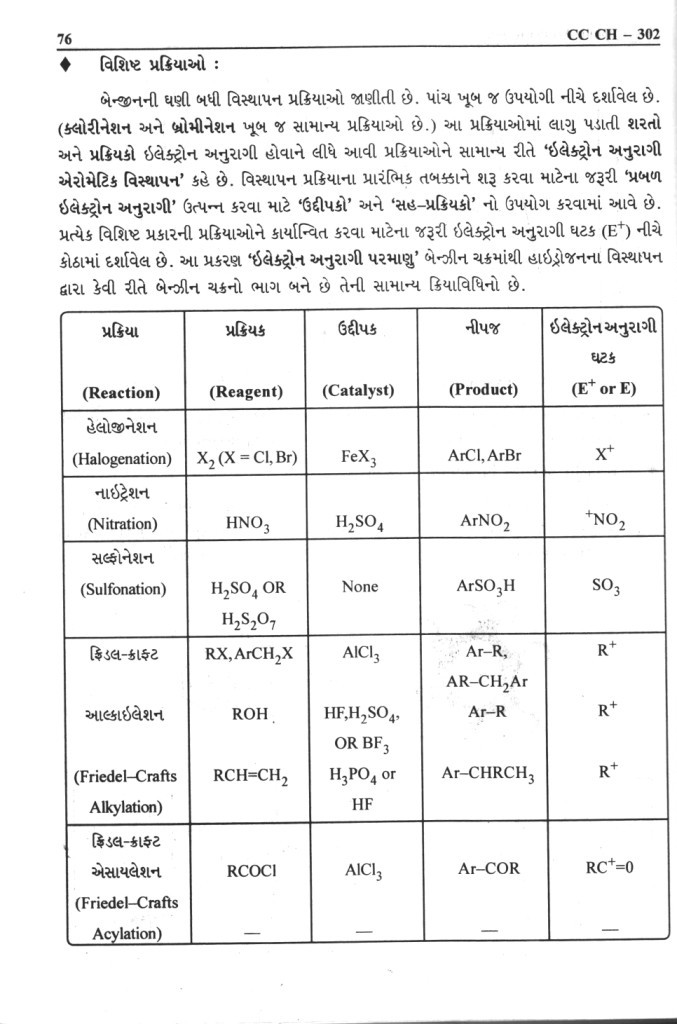 76 CC CH – 302
♦ વિશિષ્ટ પ્રક્રિયાઓ :
બેન્ઝીનની ઘણી બધી વિસ્થાપન પ્રક્રિયાઓ જાણીતી છે. પાંચ ખૂબ જ ઉપયોગી નીચે દર્શાવેલ છે.
(ક્લોરીનેશન અને બ્રોમીનેશન ખૂબ જ સામાન્ય પ્રક્રિયાઓ છે.) આ પ્રક્રિયાઓમાં લાગુ પડાતી શરતો
અને પ્રક્રિયકો ઇલેક્ટ્રોન અનુરાગી હોવાને લીધે આવી પ્રક્રિયાઓને સામાન્ય રીતે ‘ઇલેક્ટ્રોન અનુરાગી
એરોમેટિક વિસ્થાપન’ કહે છે. વિસ્થાપન પ્રક્રિયાના પ્રારંભિક તબક્કાને શરૂ કરવા માટેના જરૂરી ‘પ્રબળ
ઇલેક્ટ્રોન અનુરાગી’ ઉત્પન્ન કરવા માટે ‘ઉદ્દીપકો’ અને ‘સહ–પ્રક્રિયકો’ નો ઉપયોગ કરવામાં આવે છે.
પ્રત્યેક વિશિષ્ટ પ્રકારની પ્રક્રિયાઓને કાર્યાન્વિત કરવા માટેના જરૂરી ઇલેક્ટ્રોન અનુરાગી ઘટક (E⁺) નીચે
કોઠામાં દર્શાવેલ છે. આ પ્રકરણ ‘ઇલેક્ટ્રોન અનુરાગી પરમાણુ’ બેન્ઝીન ચક્રમાંથી હાઇડ્રોજનના વિસ્થાપન
દ્વારા કેવી રીતે બેન્ઝીન ચક્રનો ભાગ બને છે તેની સામાન્ય ક્રિયાવિધિનો છે.
પ્રક્રિયા પ્રક્રિયક ઉદ્દીપક નીપજ ઇલેક્ટ્રોન અનુરાગી
ઘટક
(Reaction) (Reagent) (Catalyst) (Product) (E⁺ or E)
હેલોજીનેશન
(Halogenation) X₂ (X = Cl, Br) FeX₃ ArCl, ArBr X⁺
નાઇટ્રેશન
(Nitration) HNO₃ H₂SO₄ ArNO₂ ⁺NO₂
સલ્ફોનેશન
(Sulfonation) H₂SO₄ OR None ArSO₃H SO₃
H₂S₂O₇
ફ્રિડલ–ક્રાફ્ટ RX, ArCH₂X AlCl₃ Ar–R, R⁺
AR–CH₂Ar
આલ્કાઇલેશન ROH HF,H₂SO₄, Ar–R R⁺
OR BF₃
(Friedel–Crafts RCH=CH₂ H₃PO₄ or Ar–CHRCH₃ R⁺
Alkylation) HF
ફ્રિડલ–ક્રાફ્ટ
એસાયલેશન RCOCl AlCl₃ Ar–COR RC⁺=0
(Friedel–Crafts
Acylation) — — — —